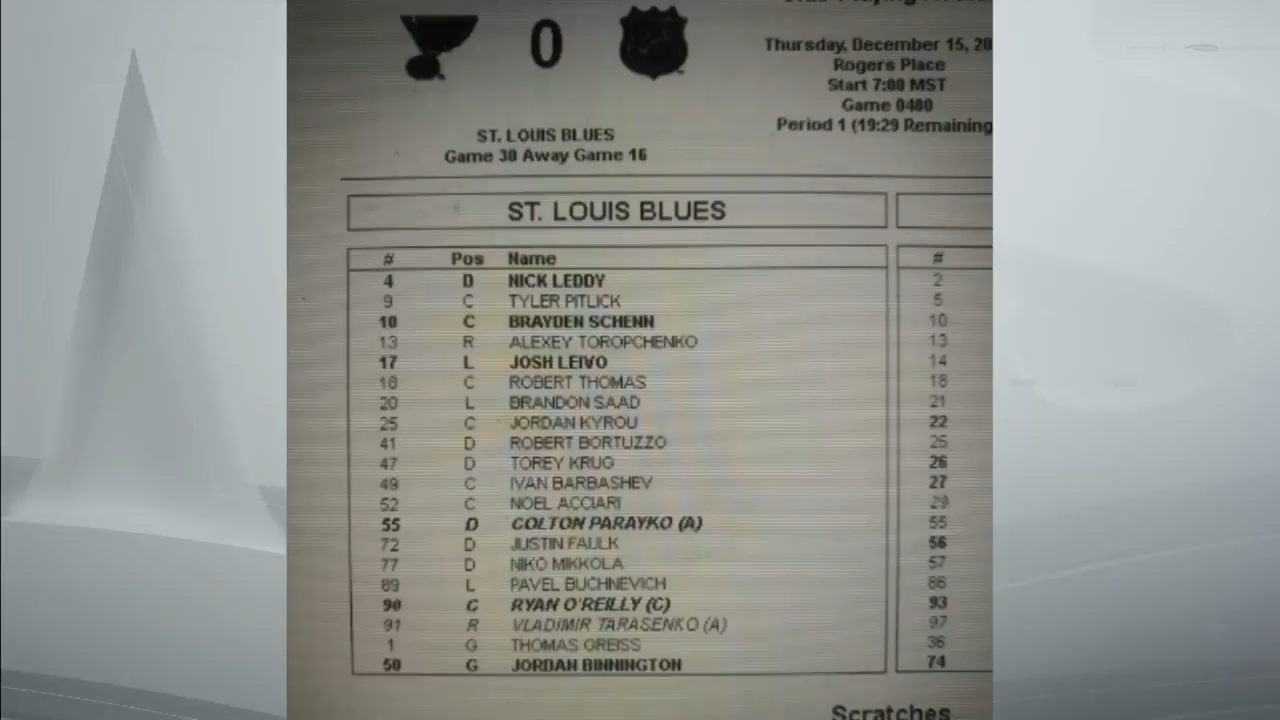 0
Thursday, December 15, 20
Rogers Place
Start 7:00 MST
Game 0480
Period 1 (19:29 Remaining
ST. LOUIS BLUES
Game 30 Away Game 16
ST. LOUIS BLUES
# Pos Name #
4 D NICK LEDDY 2
9 C TYLER PITLICK 5
10 C BRAYDEN SCHENN 10
13 R ALEXEY TOROPCHENKO 13
17 L JOSH LEIVO 14
18 C ROBERT THOMAS 18
20 L BRANDON SAAD 21
25 C JORDAN KYROU 22
41 D ROBERT BORTUZZO 25
47 D TOREY KRUG 26
49 C IVAN BARBASHEV 27
52 C NOEL ACCIARI 29
55 D COLTON PARAYKO (A) 55
72 D JUSTIN FAULK 56
77 D NIKO MIKKOLA 57
89 L PAVEL BUCHNEVICH 86
90 C RYAN O'REILLY (C) 93
91 R VLADIMIR TARASENKO (A) 97
1 G THOMAS GREISS 36
50 G JORDAN BINNINGTON 74
Scratches